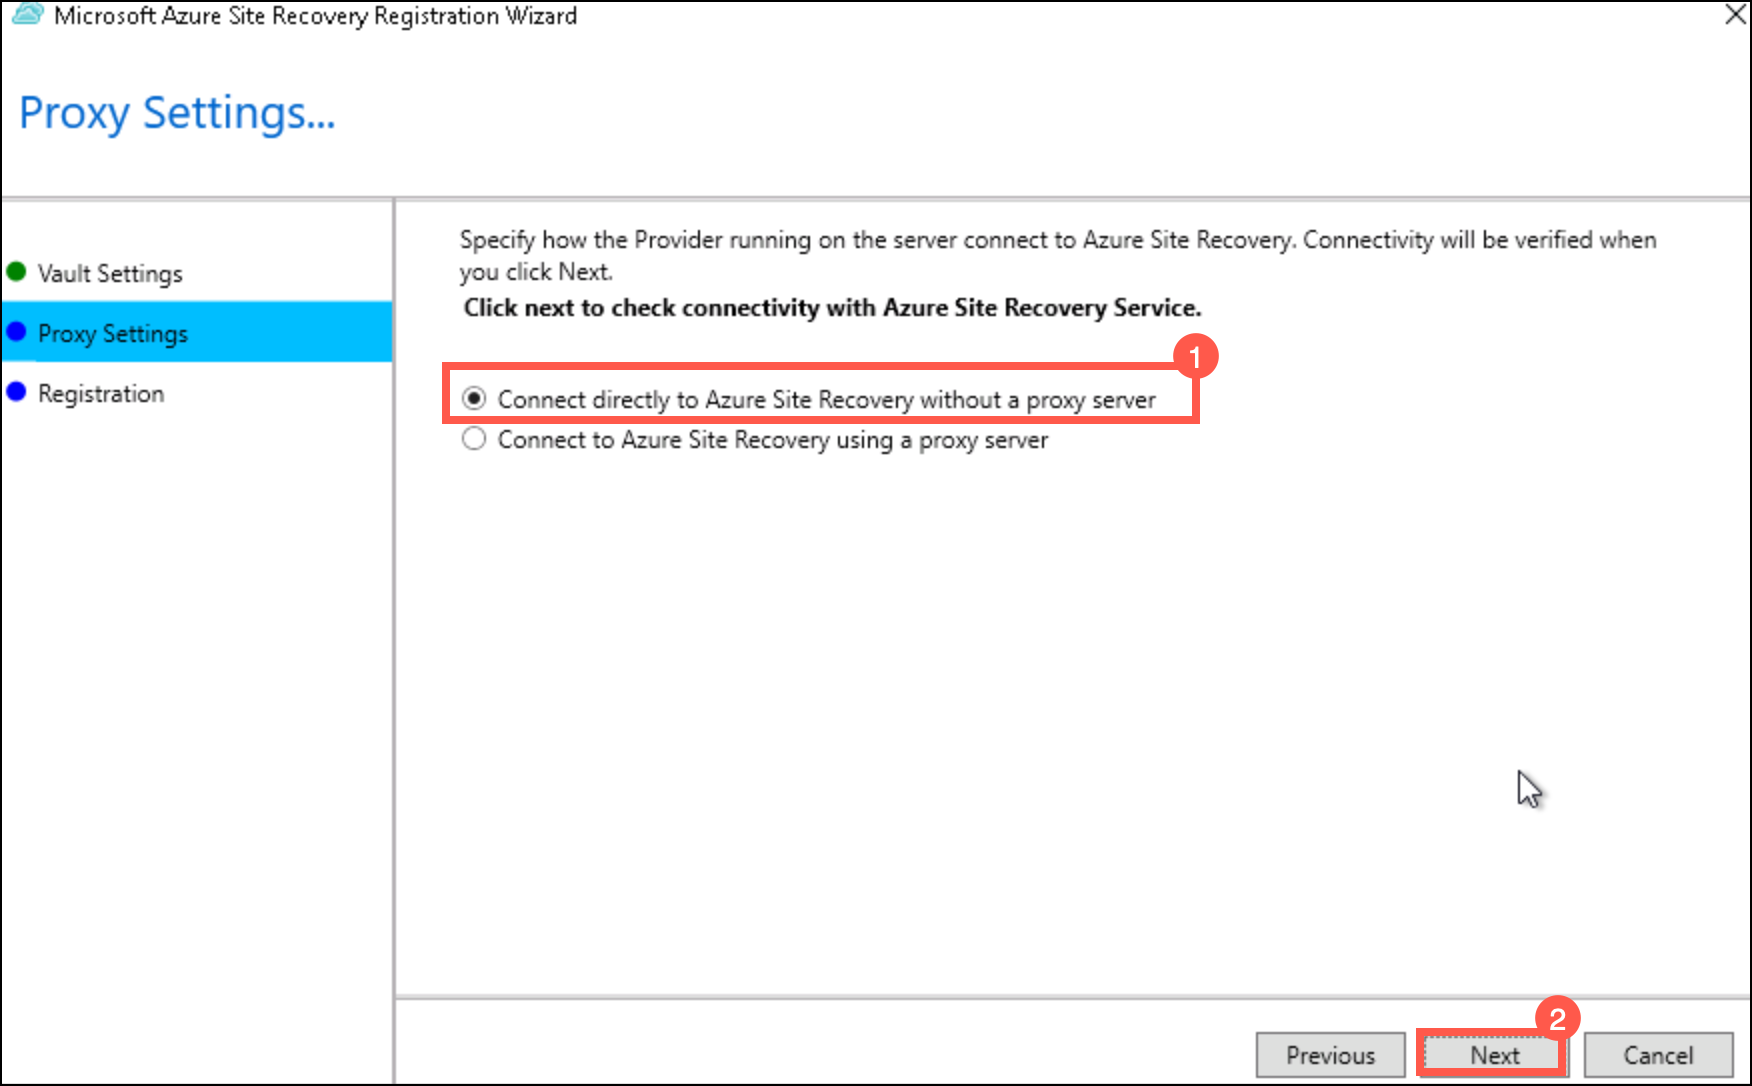 Microsoft Azure Site Recovery Registration Wizard
Proxy Settings...
Vault Settings
Proxy Settings
Registration
Specify how the Provider running on the server connect to Azure Site Recovery. Connectivity will be verified when
you click Next.
Click next to check connectivity with Azure Site Recovery Service.
1
Connect directly to Azure Site Recovery without a proxy server
Connect to Azure Site Recovery using a proxy server
2
Previous
Next
Cancel